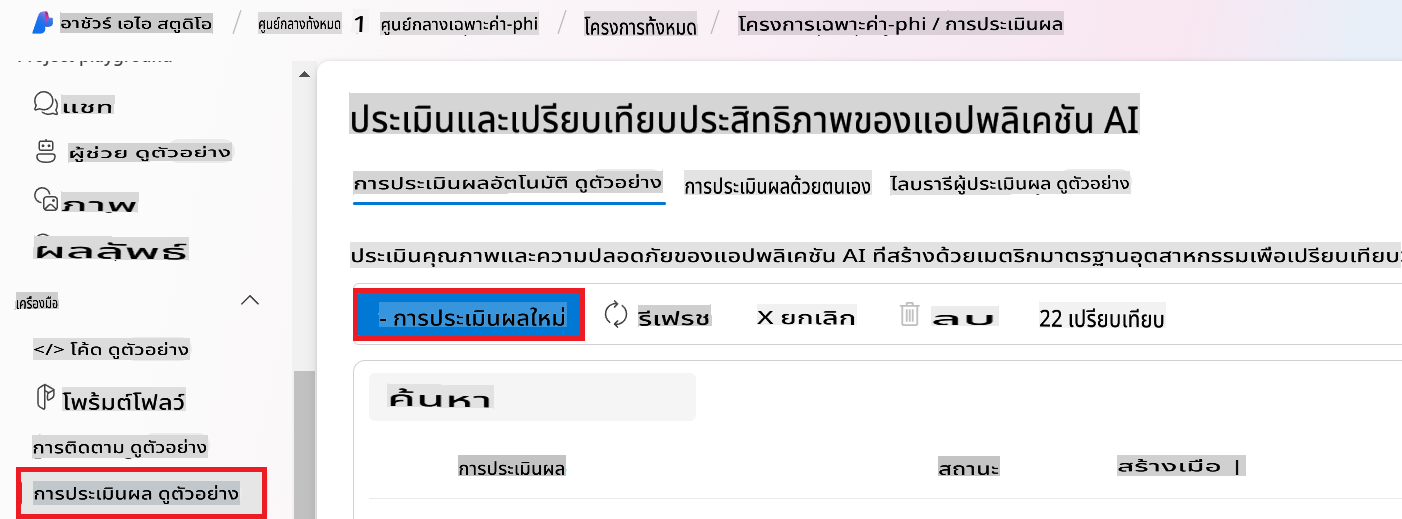 อาซัวร์ เอไอ สตูดิโอ / ศูนย์กลางทั้งหมด 1 ศูนย์กลางเฉพาะค่า-phi / โครงการทั้งหมด / โครงการเฉพาะค่า-phi / การประเมินผล
Project playground
แชท
ผู้ช่วย ดูตัวอย่าง
ภาพ
ผลลัพธ์
เครื่องมือ
</> โค้ด ดูตัวอย่าง
โพร้มต์โฟลว์
การติดตาม ดูตัวอย่าง
การประเมินผล ดูตัวอย่าง
ประเมินและเปรียบเทียบประสิทธิภาพของแอปพลิเคชัน AI
การประเมินผลอัตโนมัติ ดูตัวอย่าง การประเมินผลด้วยตนเอง ไลบรารีผู้ประเมินผล ดูตัวอย่าง
ประเมินคุณภาพและความปลอดภัยของแอปพลิเคชัน AI ที่สร้างด้วยเมตริกมาตรฐานอุตสาหกรรมเพื่อเปรียบเทียบ
- การประเมินผลใหม่ รีเฟรช X ยกเลิก ลบ 22 เปรียบเทียบ
ค้นหา
การประเมินผล สถานะ สร้างเมื่อ |